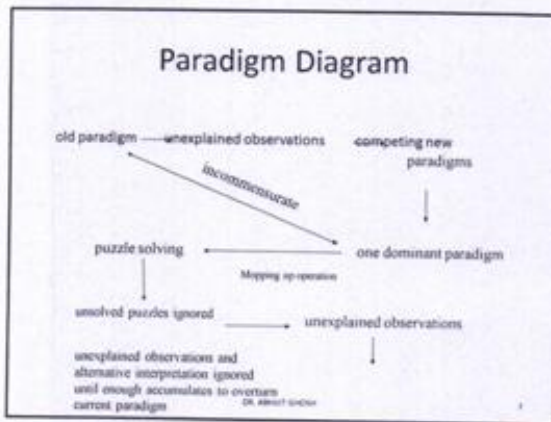 Paradigm Diagram
old paradigm unexplained observations competing new
paradigms
incommensurate
puzzle solving one dominant paradigm
Mopping up operation
unsolved puzzles ignored unexplained observations
unexplained observations and
alternative interpretation ignored
until enough accumulates to overturn
current paradigm
DR. ABHIJIT GHOSH